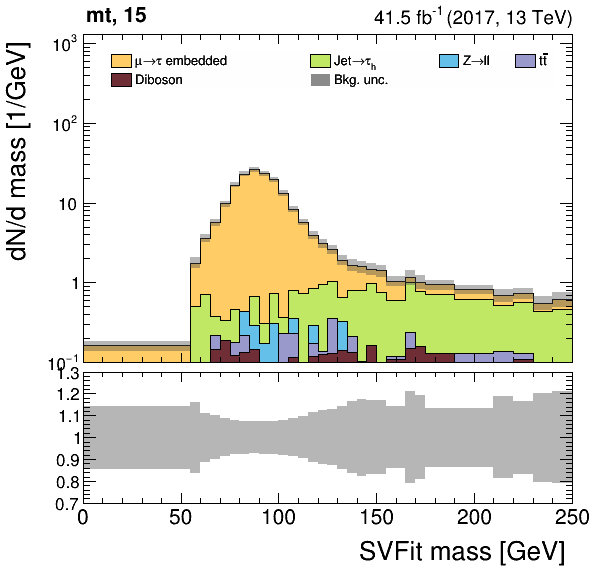 mt, 15
41.5 fb⁻¹ (2017, 13 TeV)
dN/d mass [1/GeV]
10³
μ→τ embedded
Jet→τₕ
Z→ll
tt̄
Diboson
Bkg. unc.
10²
10
1
10⁻¹
1.3
1.2
1.1
1
0.9
0.8
0.7
0 50 100 150 200 250
SVFit mass [GeV]